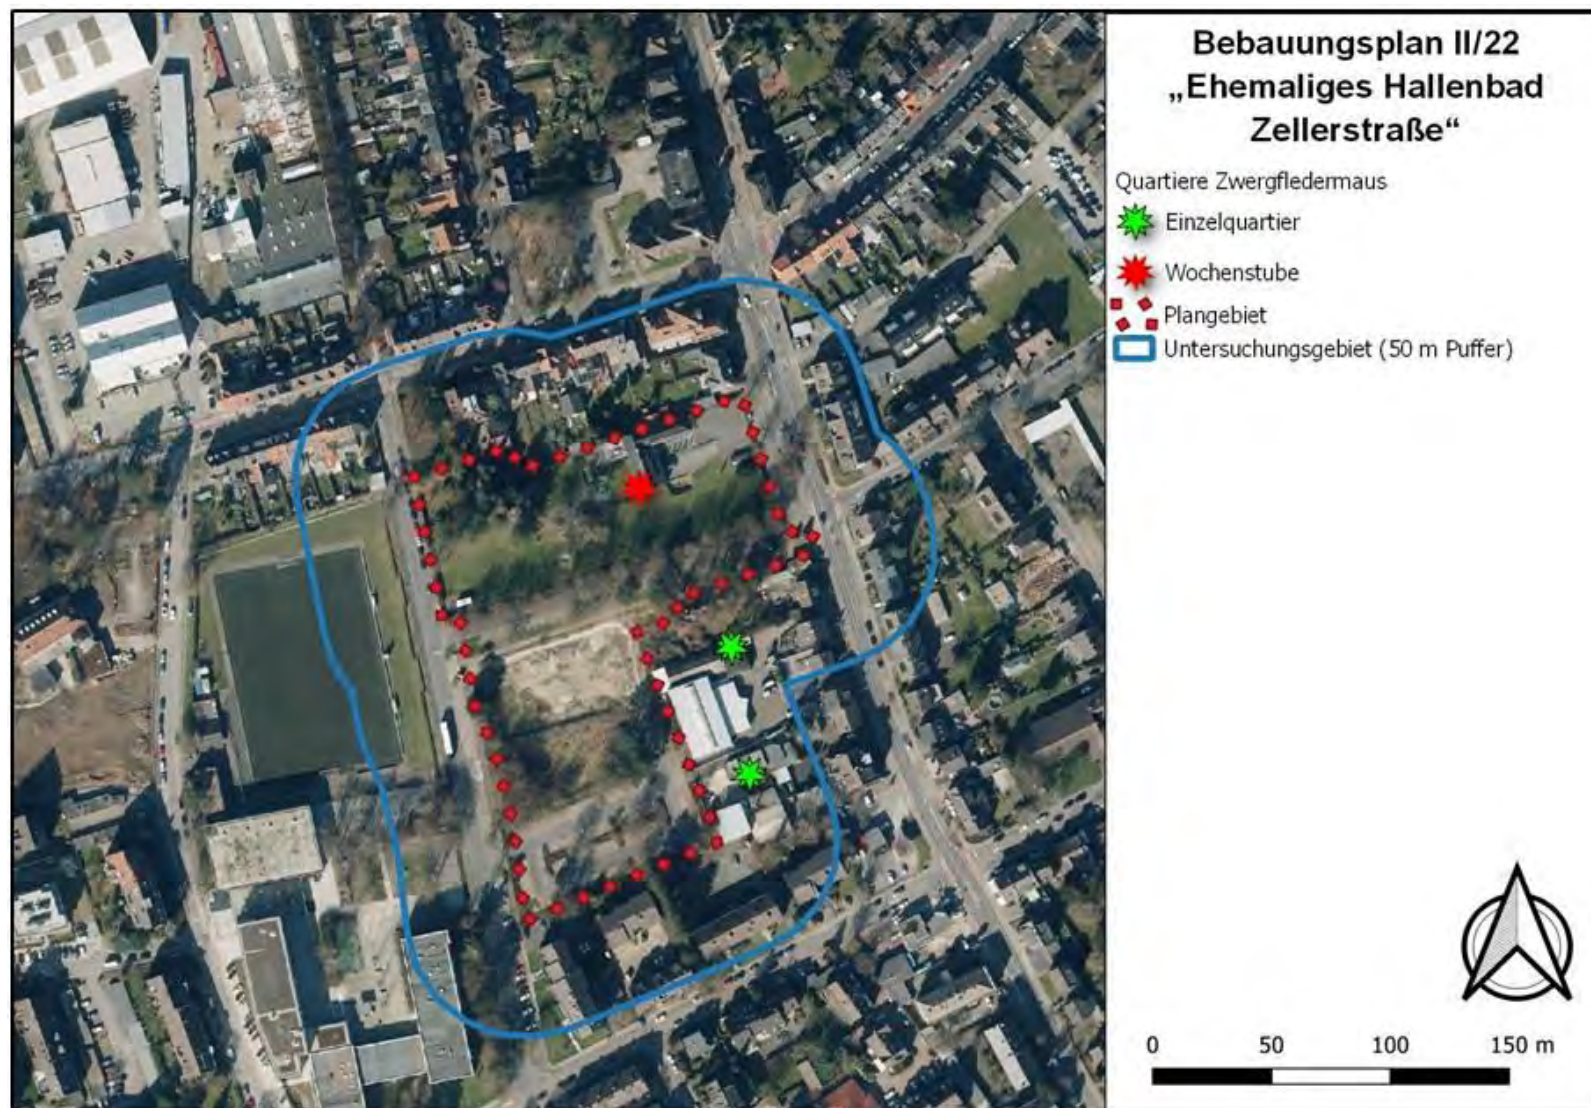 Bebauungsplan II/22
„Ehemaliges Hallenbad
Zellerstraße“
Quartiere Zwergfledermaus
Einzelquartier
Wochenstube
Plangebiet
Untersuchungsgebiet (50 m Puffer)
0 50 100 150 m